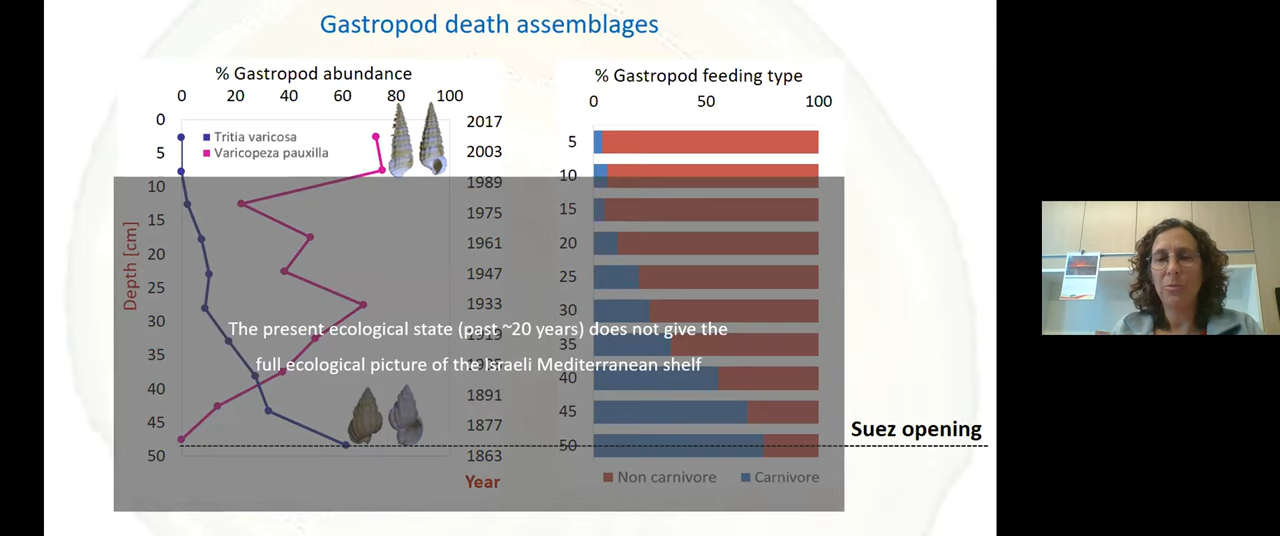 Gastropod death assemblages
% Gastropod abundance
0 20 40 60 80 100
Tritia varicosa
Varicopeza pauxilla
0
5
10
15
20
25
30
35
40
45
50
Depth [cm]
2017
2003
1989
1975
1961
1947
1933
1919
1891
1877
1863
Year
% Gastropod feeding type
0 50 100
5
10
15
20
25
30
35
40
45
50
Non carnivore Carnivore
The present ecological state (past ~20 years) does not give the
full ecological picture of the Israeli Mediterranean shelf
Suez opening